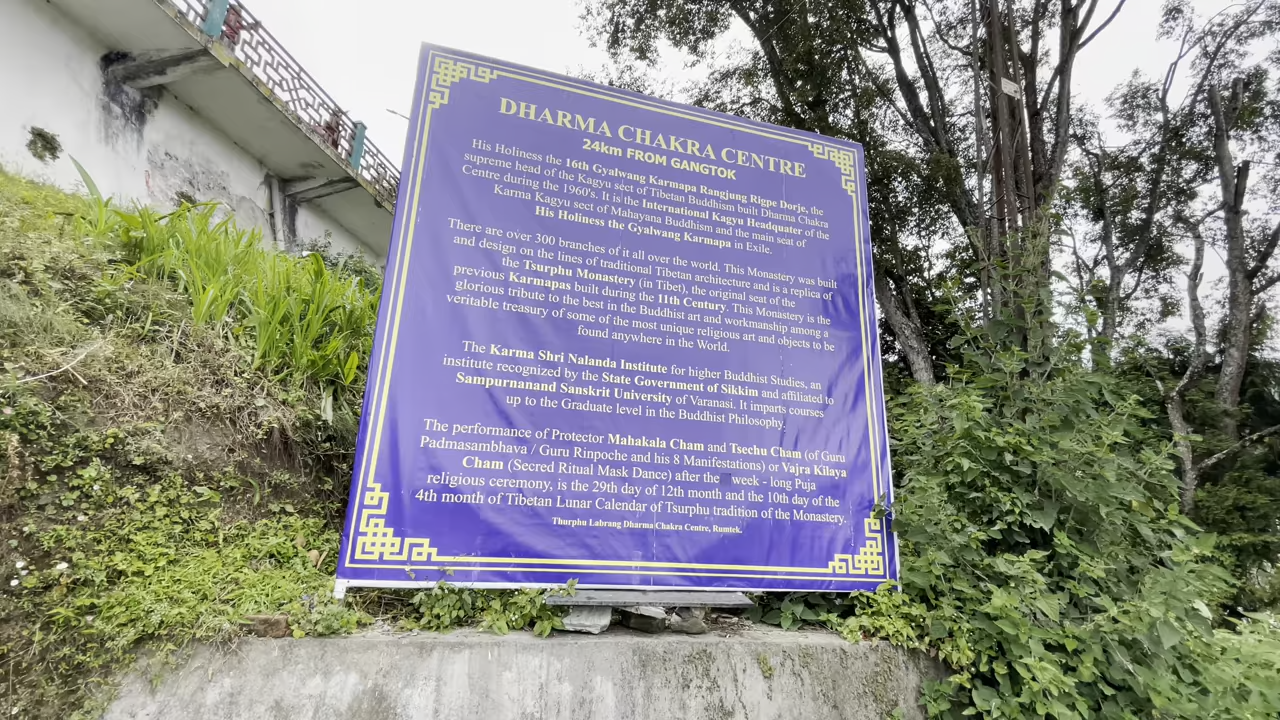 DHARMA CHAKRA CENTRE
24km FROM GANGTOK
His Holiness the 16th Gyalwang Karmapa Rangjung Rigpe Dorje, the
supreme head of the Kagyu sect of Tibetan Buddhism built Dharma Chakra
Centre during the 1960's. It is the International Kagyu Headquater of the
Karma Kagyu sect of Mahayana Buddhism and the main seat of
His Holiness the Gyalwang Karmapa in Exile.
There are over 300 branches of it all over the world. This Monastery was built
and design on the lines of traditional Tibetan architecture and is a replica of
the Tsurphu Monastery (in Tibet), the original seat of the
previous Karmapas built during the 11th Century. This Monastery is the
glorious tribute to the best in the Buddhist art and workmanship among a
veritable treasury of some of the most unique religious art and objects to be
found anywhere in the World.
The Karma Shri Nalanda Institute for higher Buddhist Studies, an
institute recognized by the State Government of Sikkim and affiliated to
Sampurnanand Sanskrit University of Varanasi. It imparts courses
up to the Graduate level in the Buddhist Philosophy.
The performance of Protector Mahakala Cham and Tsechu Cham (of Guru
Padmasambhava / Guru Rinpoche and his 8 Manifestations) or Vajra Kilaya
Cham (Secred Ritual Mask Dance) after the week - long Puja
religious ceremony, is the 29th day of 12th month and the 10th day of the
4th month of Tibetan Lunar Calendar of Tsurphu tradition of the Monastery.
Thurphu Labrang Dharma Chakra Centre, Rumtek.